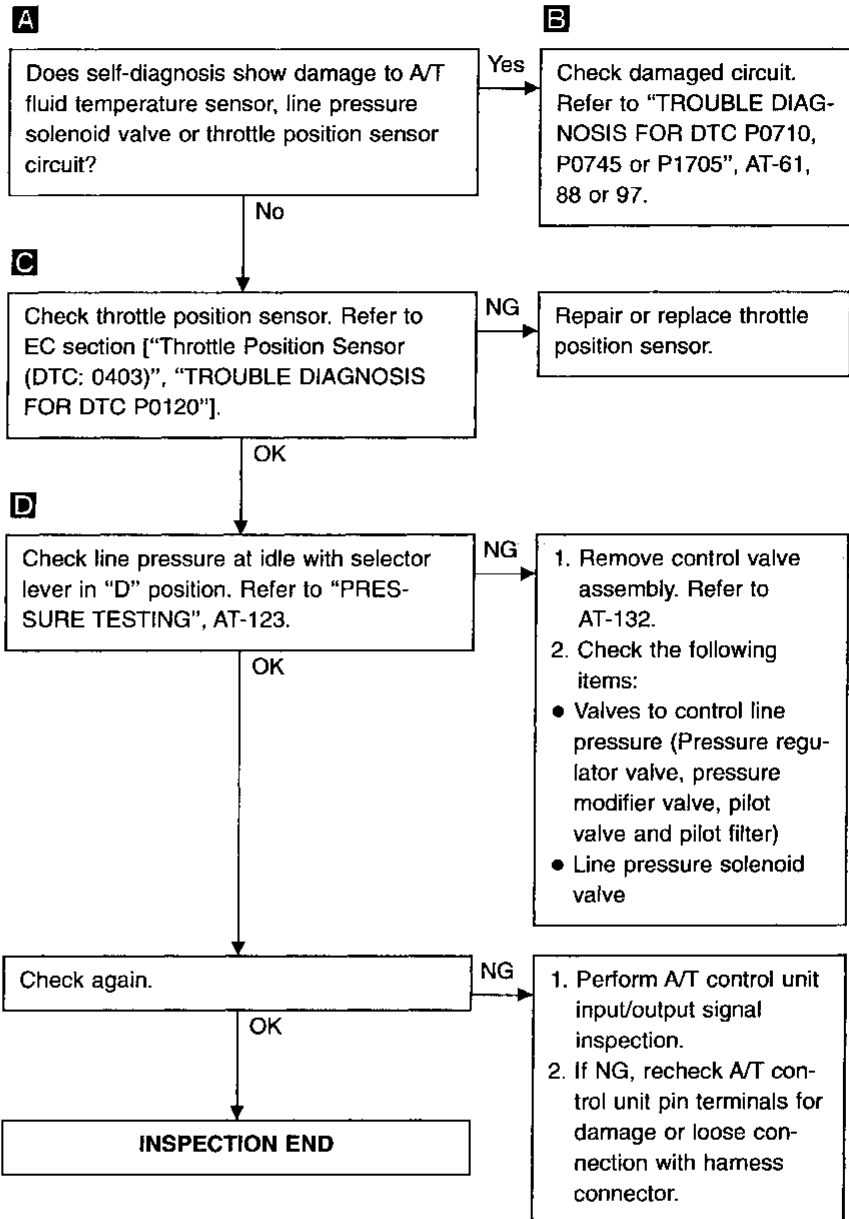 A
Does self-diagnosis show damage to A/T
fluid temperature sensor, line pressure
solenoid valve or throttle position sensor
circuit?
Yes
B
Check damaged circuit.
Refer to “TROUBLE DIAG-
NOSIS FOR DTC P0710,
P0745 or P1705”, AT-61,
88 or 97.
No
C
Check throttle position sensor. Refer to
EC section [“Throttle Position Sensor
(DTC: 0403)”, “TROUBLE DIAGNOSIS
FOR DTC P0120”].
NG
Repair or replace throttle
position sensor.
OK
D
Check line pressure at idle with selector
lever in “D” position. Refer to “PRES-
SURE TESTING”, AT-123.
NG
1. Remove control valve
assembly. Refer to
AT-132.
2. Check the following
items:
● Valves to control line
pressure (Pressure regu-
lator valve, pressure
modifier valve, pilot
valve and pilot filter)
● Line pressure solenoid
valve
OK
Check again.
NG
1. Perform A/T control unit
input/output signal
inspection.
2. If NG, recheck A/T con-
trol unit pin terminals for
damage or loose con-
nection with harness
connector.
OK
INSPECTION END